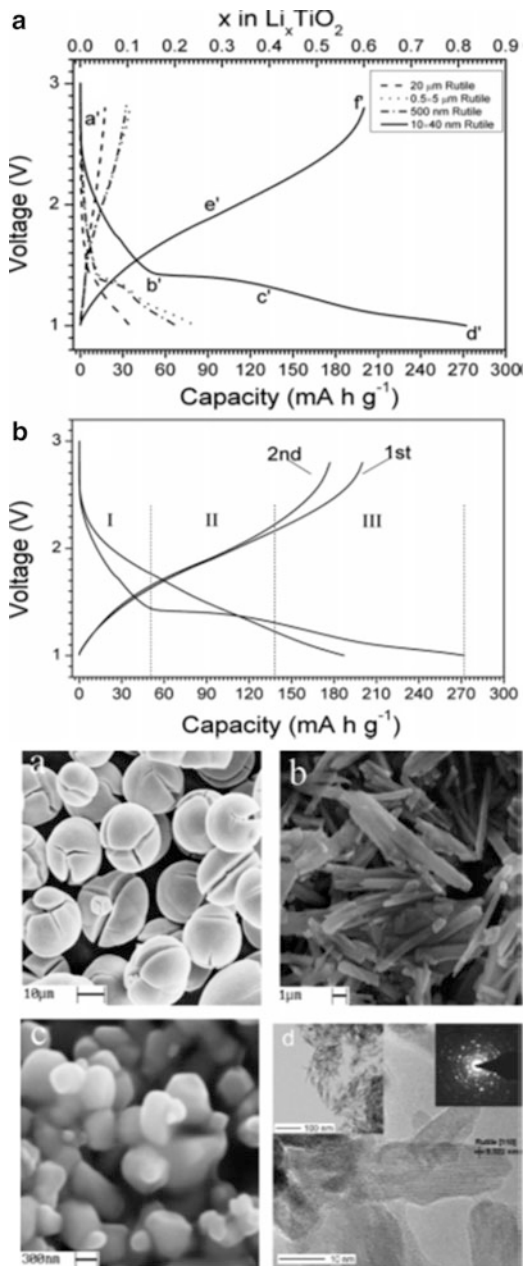 a
x in LixTiO2
0.0 0.1 0.2 0.3 0.4 0.5 0.6 0.7 0.8 0.9
Voltage (V)
3
2
1
a'
b'
c'
d'
e'
f'
20 μm Rutile
0.5–5 μm Rutile
500 nm Rutile
10–40 nm Rutile
0 30 60 90 120 150 180 210 240 270 300
Capacity (mA h g⁻¹)
b
Voltage (V)
3
2
1
2nd
1st
I
II
III
0 30 60 90 120 150 180 210 240 270 300
Capacity (mA h g⁻¹)
a
10μm
b
1μm
c
300nm
d
100 nm
Rutile [110]
10 nm